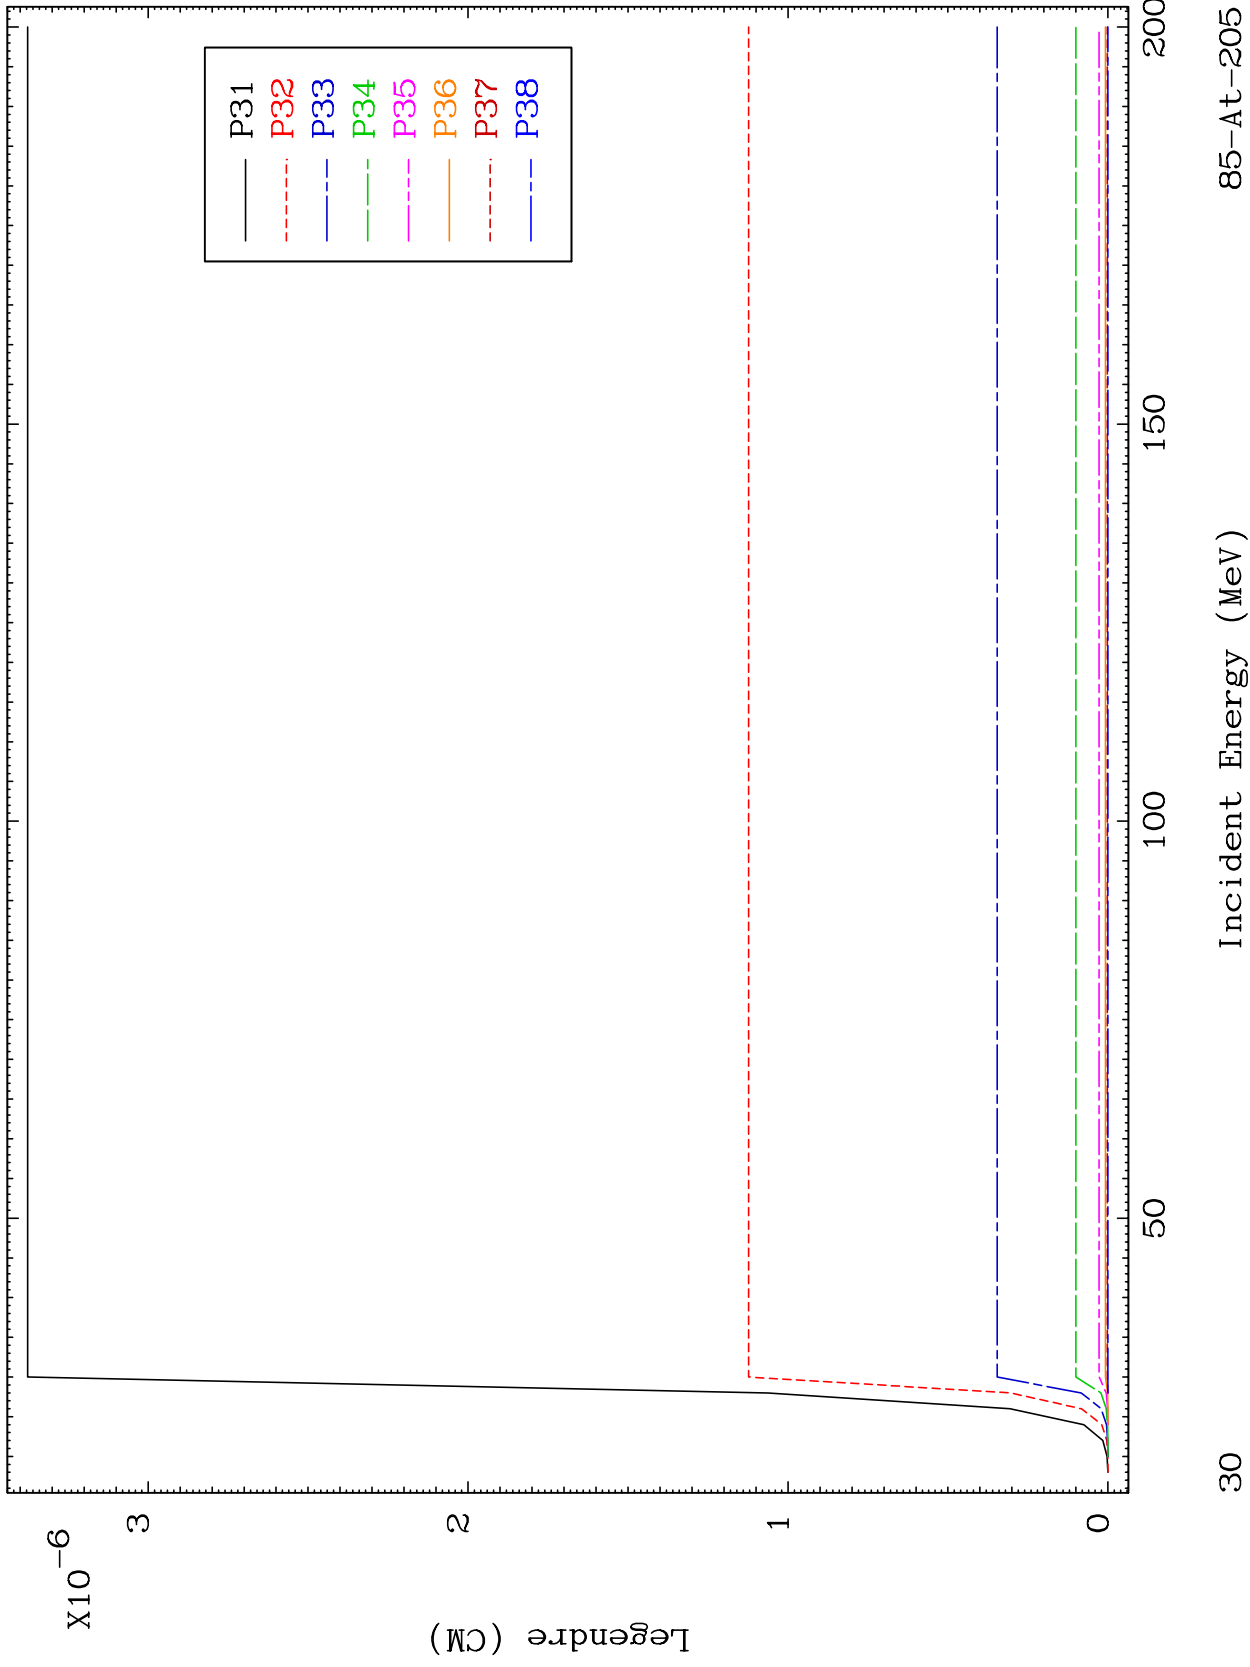 X10
-6
3
2
1
0
Legendre (CM)
P31
P32
P33
P34
P35
P36
P37
P38
50
100
150
200
30
Incident Energy (MeV)
85-At-205